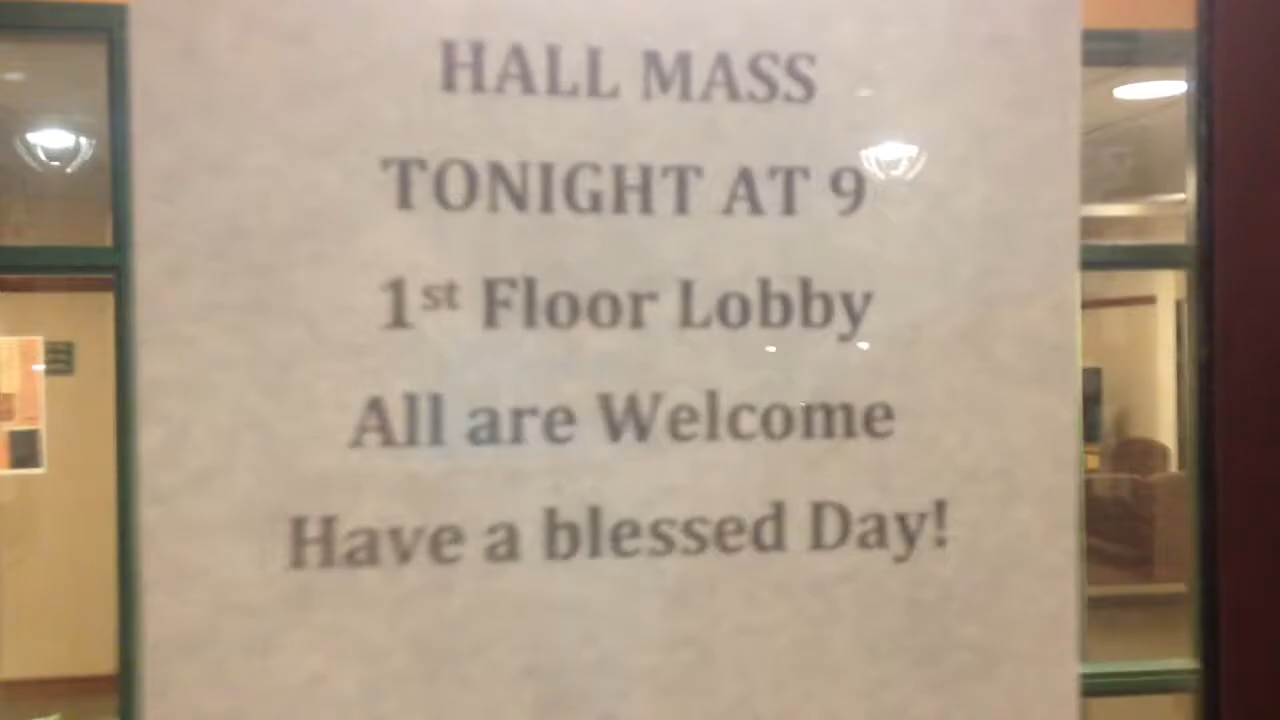 HALL MASS
TONIGHT AT 9
1st Floor Lobby
All are Welcome
Have a blessed Day!